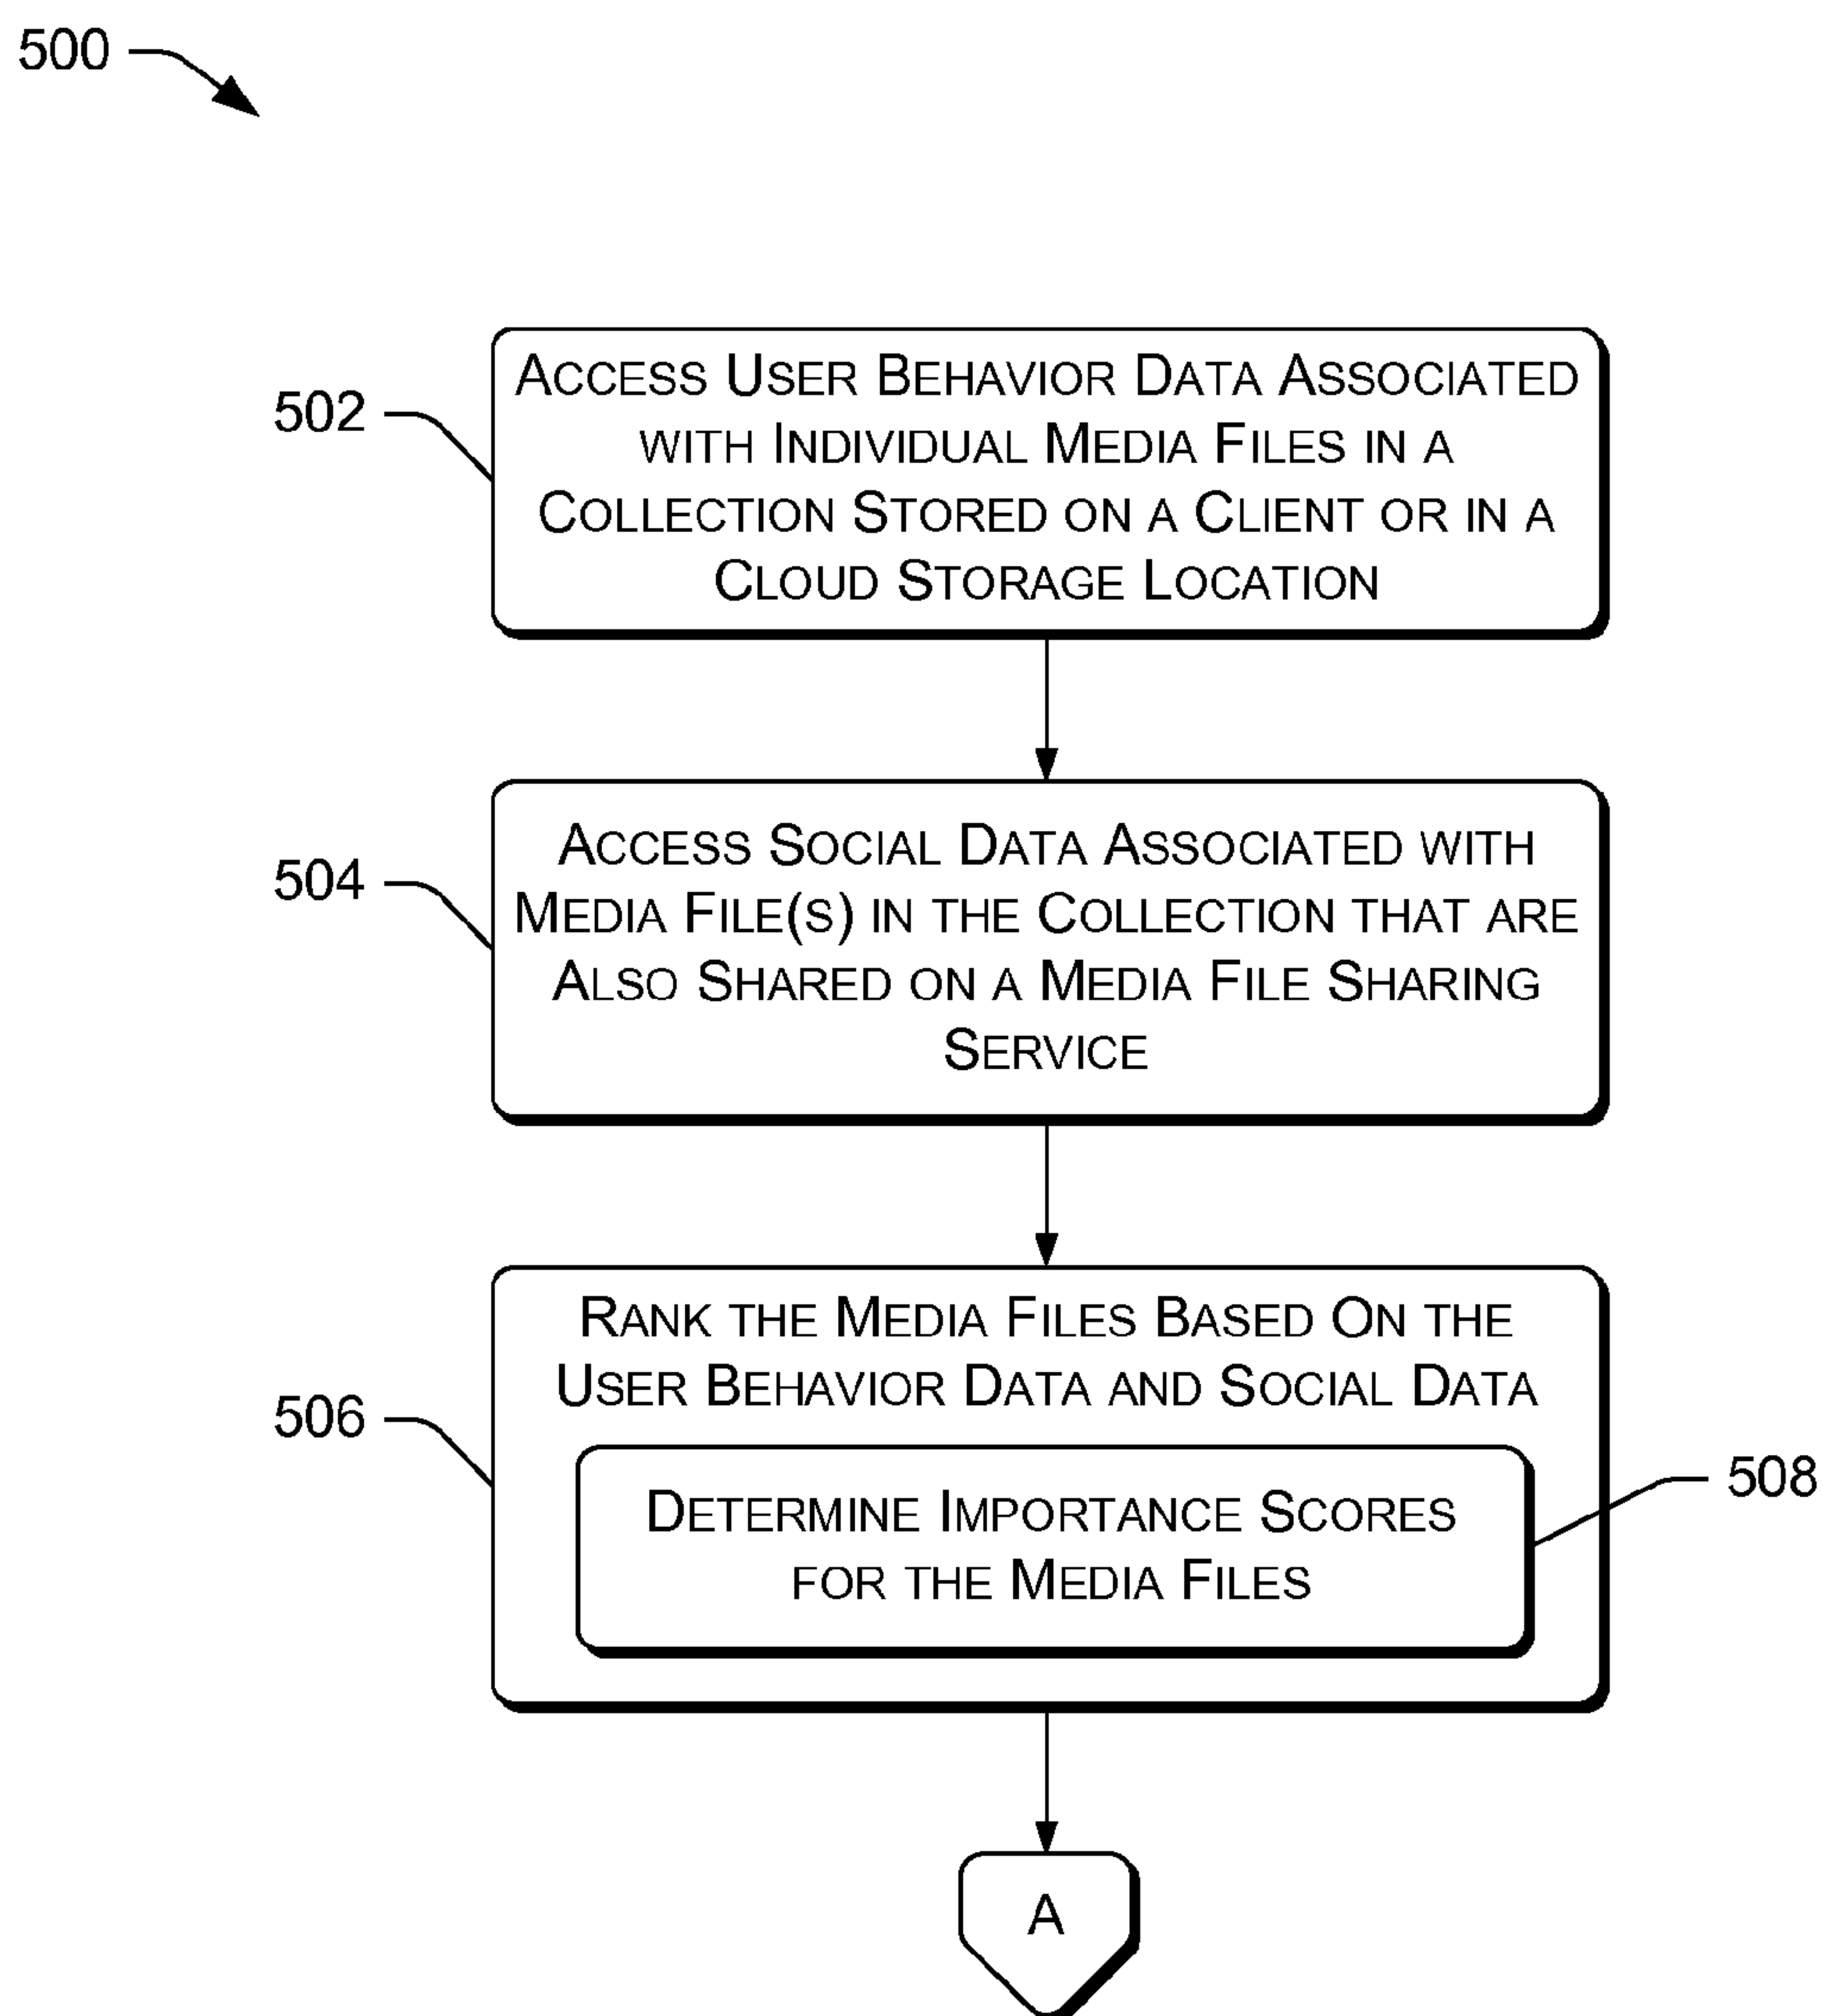 500
502
ACCESS USER BEHAVIOR DATA ASSOCIATED
WITH INDIVIDUAL MEDIA FILES IN A
COLLECTION STORED ON A CLIENT OR IN A
CLOUD STORAGE LOCATION
504
ACCESS SOCIAL DATA ASSOCIATED WITH
MEDIA FILE(S) IN THE COLLECTION THAT ARE
ALSO SHARED ON A MEDIA FILE SHARING
SERVICE
506
RANK THE MEDIA FILES BASED ON THE
USER BEHAVIOR DATA AND SOCIAL DATA
508
DETERMINE IMPORTANCE SCORES
FOR THE MEDIA FILES
A